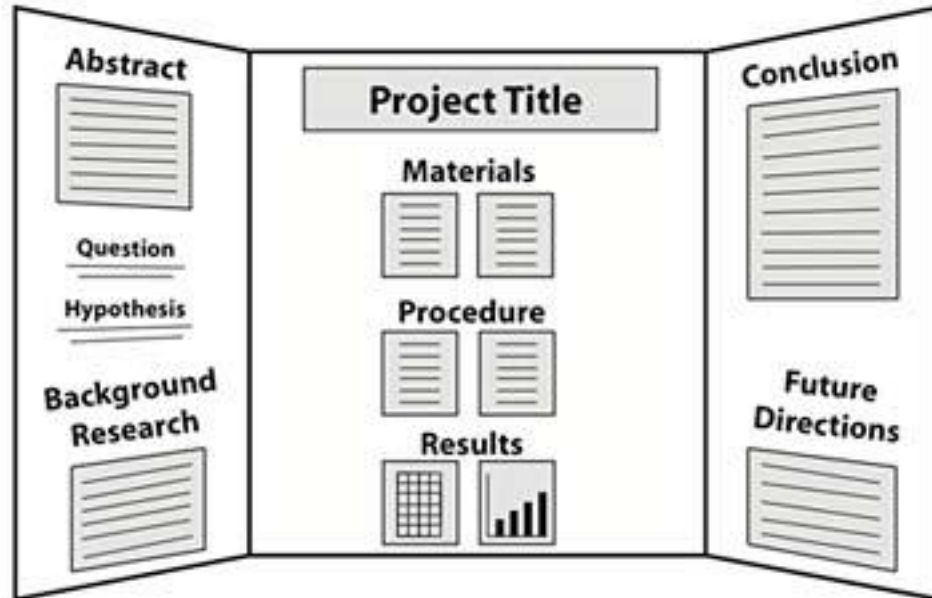 Abstract
Question
Hypothesis
Background
Research
Project Title
Materials
Procedure
Results
Conclusion
Future
Directions